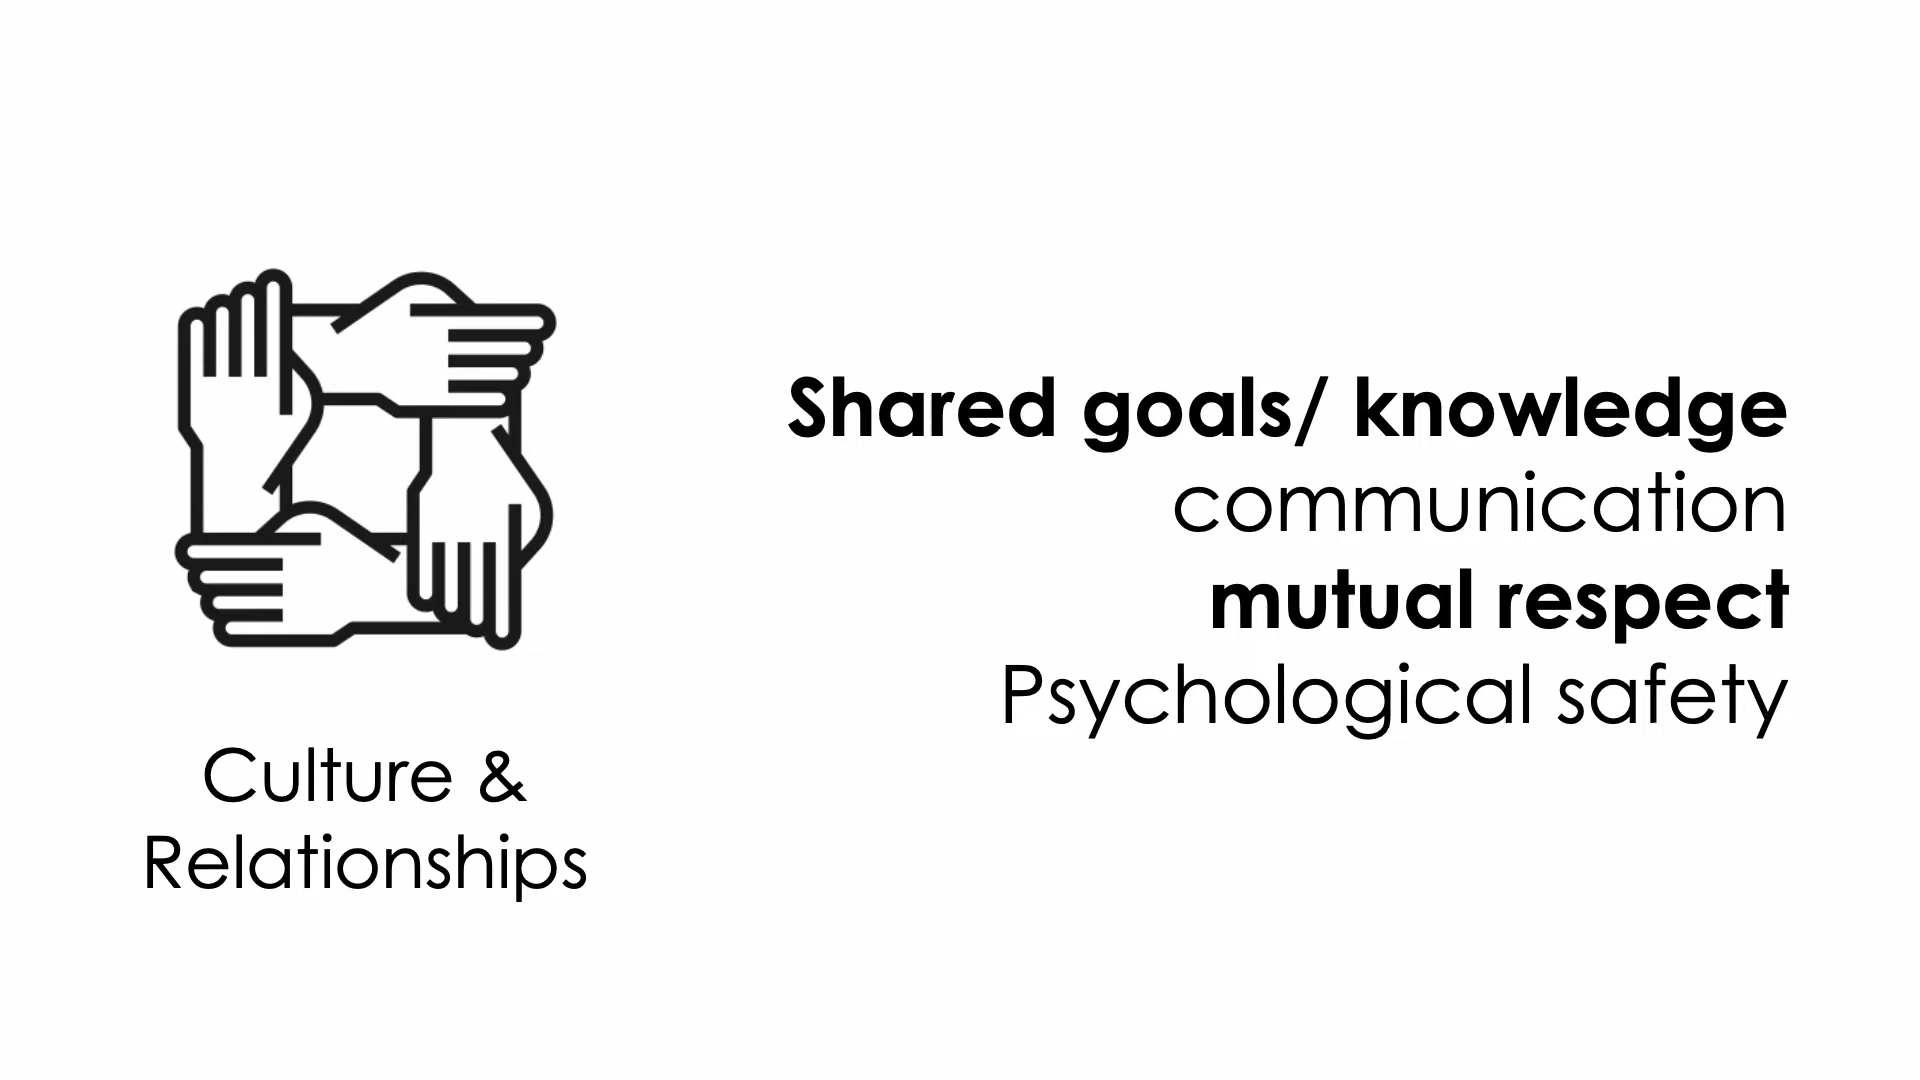 Culture &
Relationships
Shared goals/ knowledge
communication
mutual respect
Psychological safety